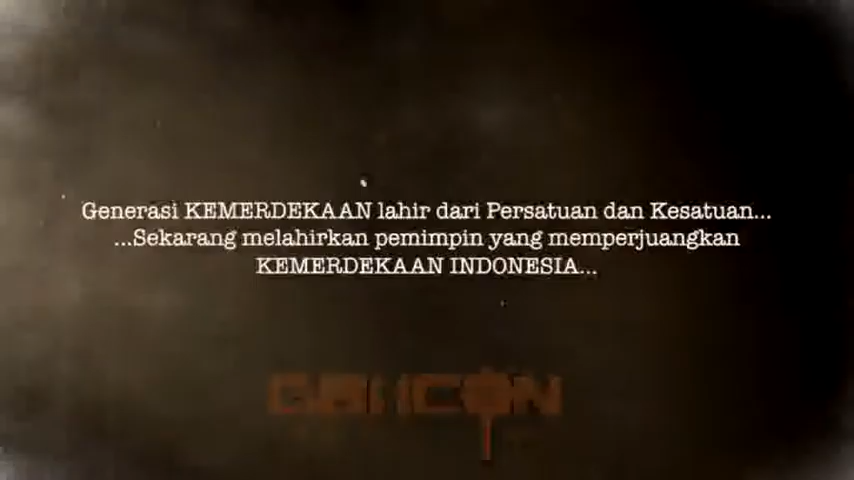 Generasi KEMERDEKAAN lahir dari Persatuan dan Kesatuan...
...Sekarang melahirkan pemimpin yang memperjuangkan
KEMERDEKAAN INDONESIA...